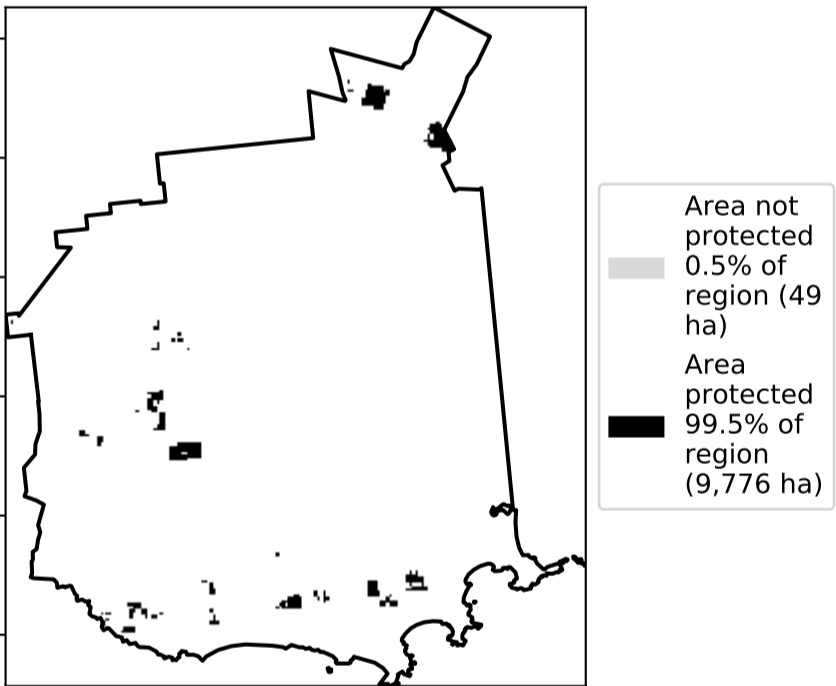 Area not
protected
0.5% of
region (49
ha)
Area
protected
99.5% of
region
(9,776 ha)